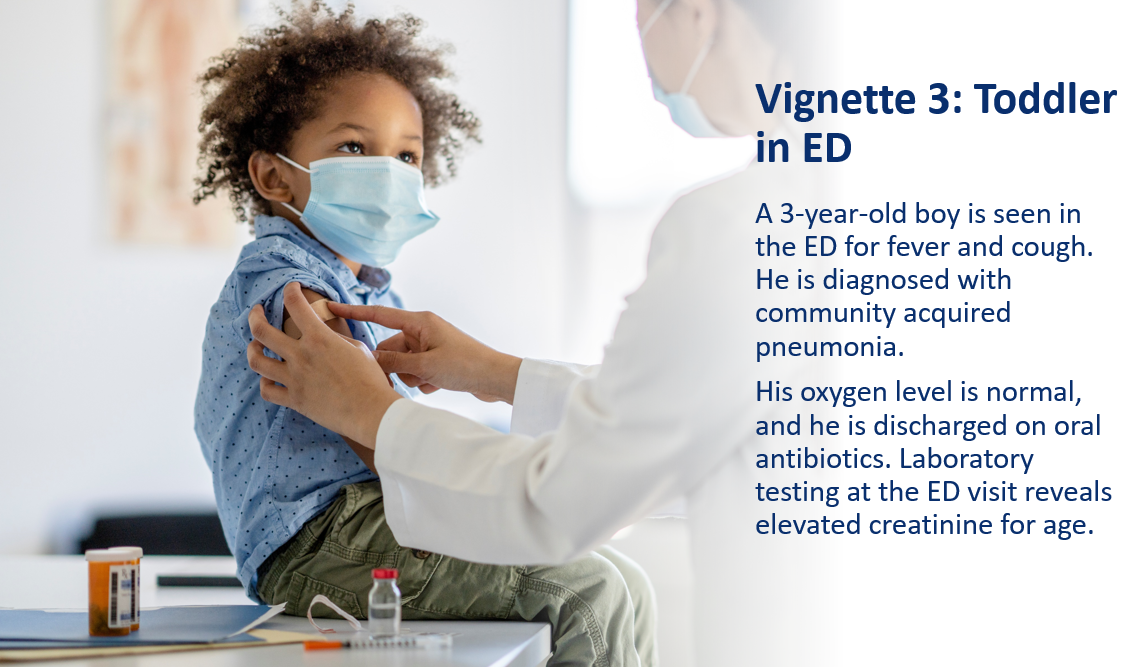 Vignette 3: Toddler
in ED
A 3-year-old boy is seen in
the ED for fever and cough.
He is diagnosed with
community acquired
pneumonia.
His oxygen level is normal,
and he is discharged on oral
antibiotics. Laboratory
testing at the ED visit reveals
elevated creatinine for age.